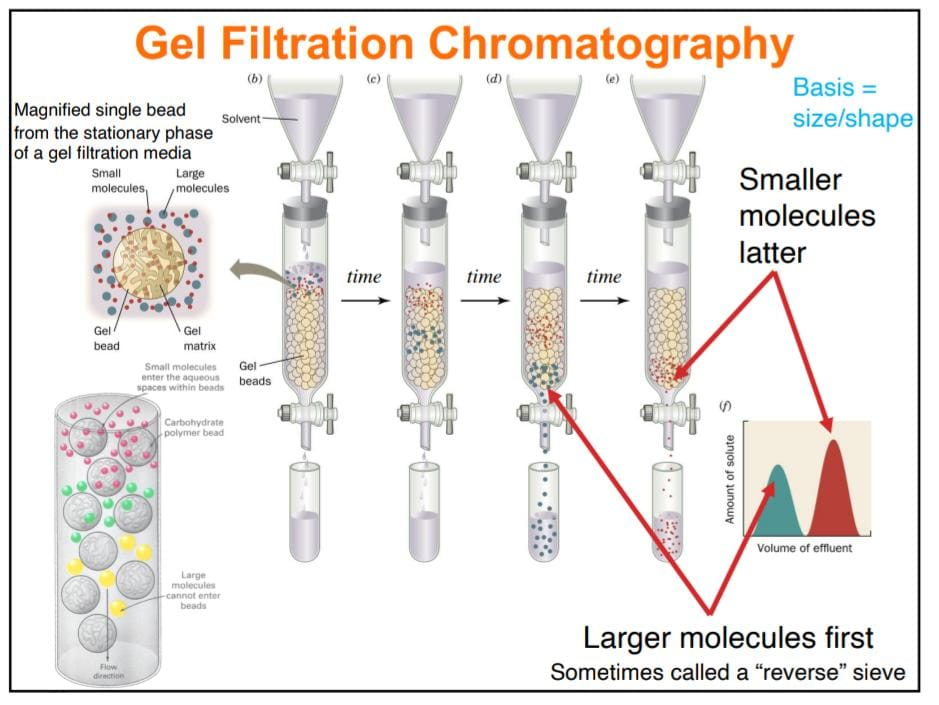 Gel Filtration Chromatography
(b)
(c)
(d)
(e)
Basis =
size/shape
Magnified single bead
from the stationary phase
of a gel filtration media
Solvent
Small
molecules
Large
molecules
Smaller
molecules
latter
time
time
time
Gel
bead
Gel
matrix
Gel
beads
Small molecules
enter the aqueous
spaces within beads
Carbohydrate
polymer bead
(f)
Amount of solute
Volume of effluent
Large
molecules
cannot enter
beads
Flow
direction
Larger molecules first
Sometimes called a “reverse” sieve